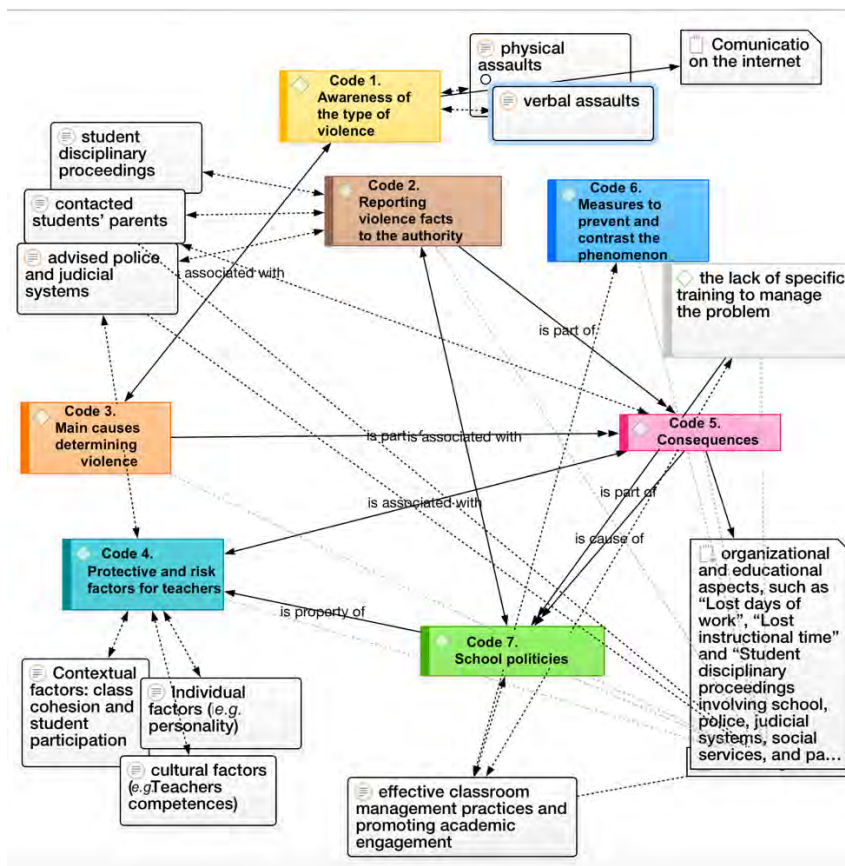 physical
assaults
Comunicatio
on the internet
Code 1.
Awareness of
the type of
violence
verbal assaults
student
disciplinary
proceedings
contacted
students' parents
advised police
and judicial
systems
Code 2.
Reporting
violence facts
to the authority
Code 6.
Measures to
prevent and
contrast the
phenomenon
associated with
the lack of specific
training to manage
the problem
is part of
Code 3.
Main causes
determining
violence
is part
is associated with
Code 5.
Consequences
is associated with
is part of
is cause of
Code 4.
Protective and risk
factors for teachers
is property of
Code 7.
School politicies
organizational
and educational
aspects, such as
“Lost days of
work”, “Lost
instructional time”
and “Student
disciplinary
proceedings
involving school,
police, judicial
systems, social
services, and pa...
Contextual
factors: class
cohesion and
student
participation
Individual
factors (e.g.
personality)
cultural factors
(e.g.Teachers
competences)
effective classroom
management practices and
promoting academic
engagement